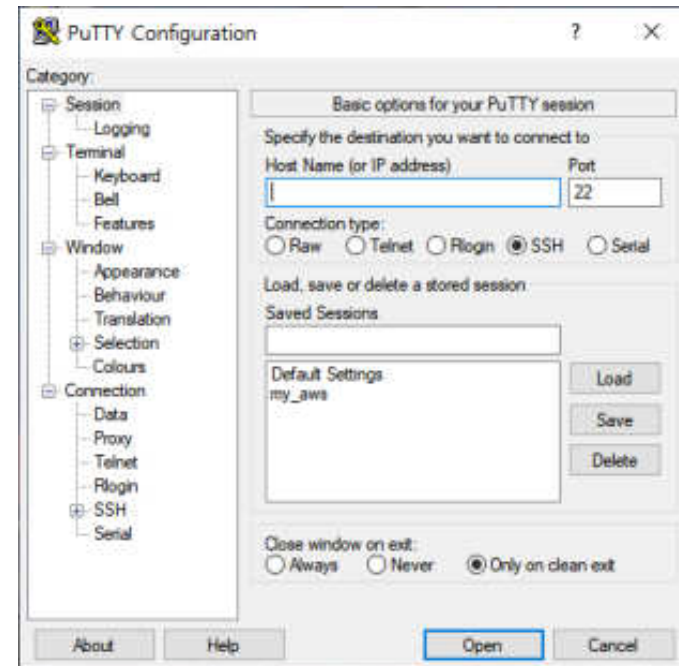 PuTTY Configuration ? ×
Category:
Session
Logging
Terminal
Keyboard
Bell
Features
Window
Appearance
Behaviour
Translation
Selection
Colours
Connection
Data
Proxy
Telnet
Rlogin
SSH
Serial
Basic options for your PuTTY session
Specify the destination you want to connect to
Host Name (or IP address) Port
22
Connection type:
Raw Telnet Rlogin SSH Serial
Load, save or delete a stored session
Saved Sessions
Default Settings
my_aws
Load
Save
Delete
Close window on exit:
Always Never Only on clean exit
About Help Open Cancel